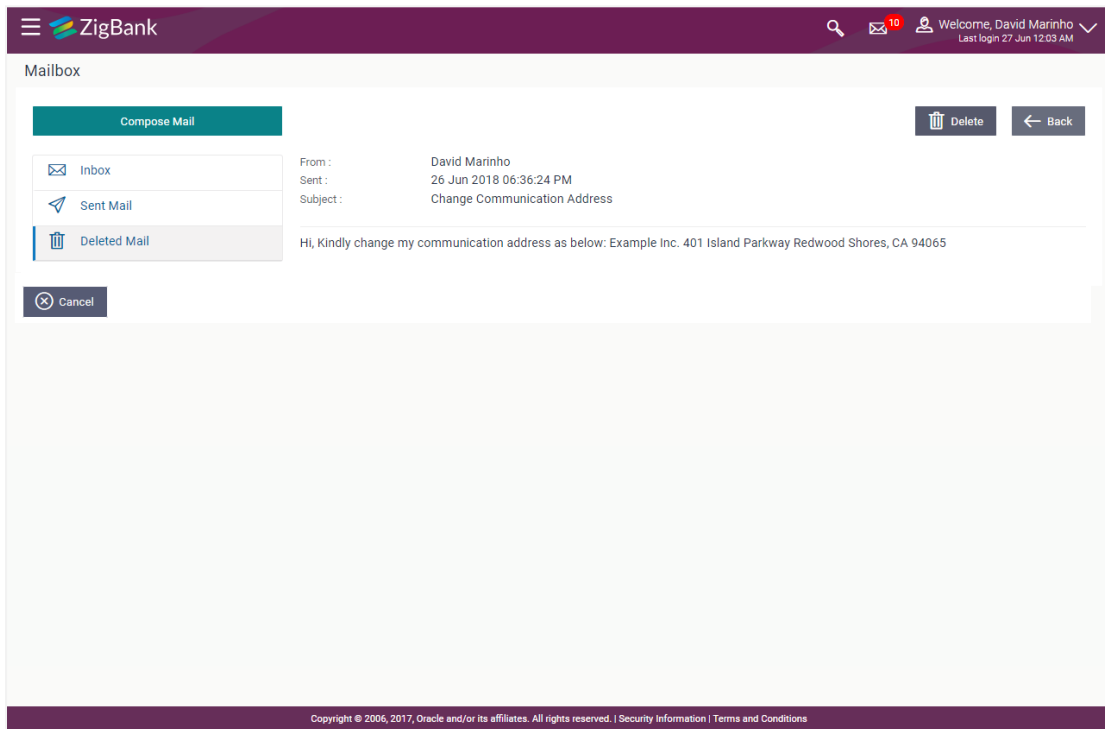 ZigBank
10
Welcome, David Marinho
Last login 27 Jun 12:03 AM
Mailbox
Compose Mail
Delete
Back
Inbox
Sent Mail
Deleted Mail
From :
David Marinho
Sent :
26 Jun 2018 06:36:24 PM
Subject :
Change Communication Address
Hi, Kindly change my communication address as below: Example Inc. 401 Island Parkway Redwood Shores, CA 94065
Cancel
Copyright © 2006, 2017, Oracle and/or its affiliates. All rights reserved. | Security Information | Terms and Conditions